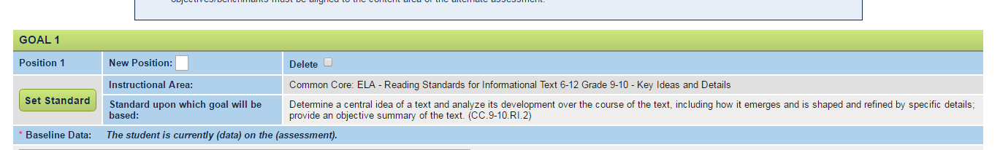 objectives/benchmarks must be aligned to the content area of the alternate assessment.
GOAL 1
Position 1
New Position:
Delete
Set Standard
Instructional Area:
Common Core: ELA - Reading Standards for Informational Text 6-12 Grade 9-10 - Key Ideas and Details
Standard upon which goal will be
based:
Determine a central idea of a text and analyze its development over the course of the text, including how it emerges and is shaped and refined by specific details;
provide an objective summary of the text. (CC.9-10.RI.2)
* Baseline Data: The student is currently (data) on the (assessment).